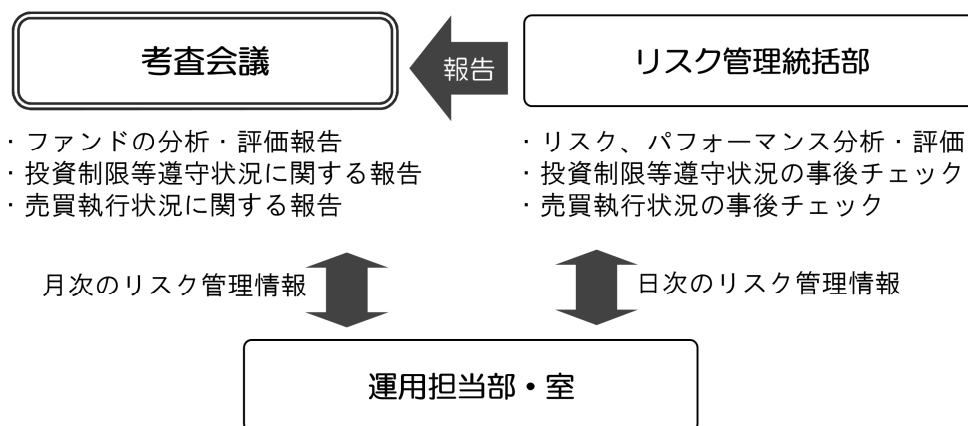 考査会議
報告
リスク管理統括部
・ファンドの分析・評価報告
・投資制限等遵守状況に関する報告
・売買執行状況に関する報告
・リスク、パフォーマンス分析・評価
・投資制限等遵守状況の事後チェック
・売買執行状況の事後チェック
月次のリスク管理情報
日次のリスク管理情報
運用担当部・室